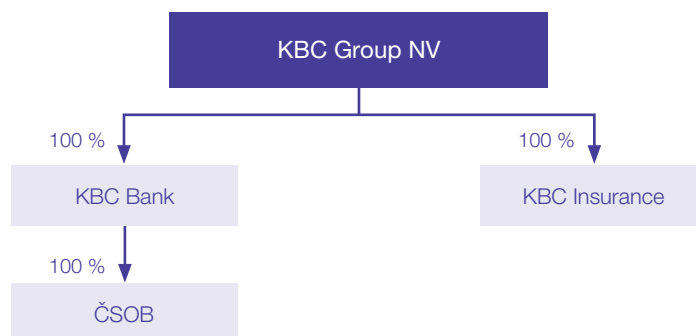 KBC Group NV
100 %
100 %
KBC Bank
KBC Insurance
100 %
ČSOB